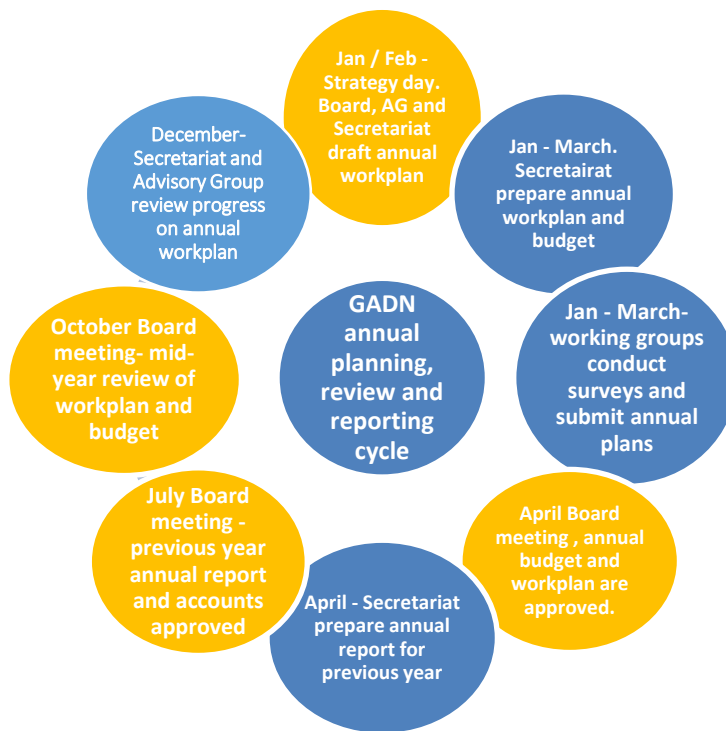 Jan / Feb -
Strategy day.
Board, AG and
Secretariat
draft annual
workplan
Jan - March.
Secretairat
prepare annual
workplan and
budget
Jan - March-
working groups
conduct
surveys and
submit annual
plans
April Board
meeting , annual
budget and
workplan are
approved.
April - Secretariat
prepare annual
report for
previous year
July Board
meeting -
previous year
annual report
and accounts
approved
October Board
meeting- mid-
year review of
workplan and
budget
December-
Secretariat and
Advisory Group
review progress
on annual
workplan
GADN
annual
planning,
review and
reporting
cycle